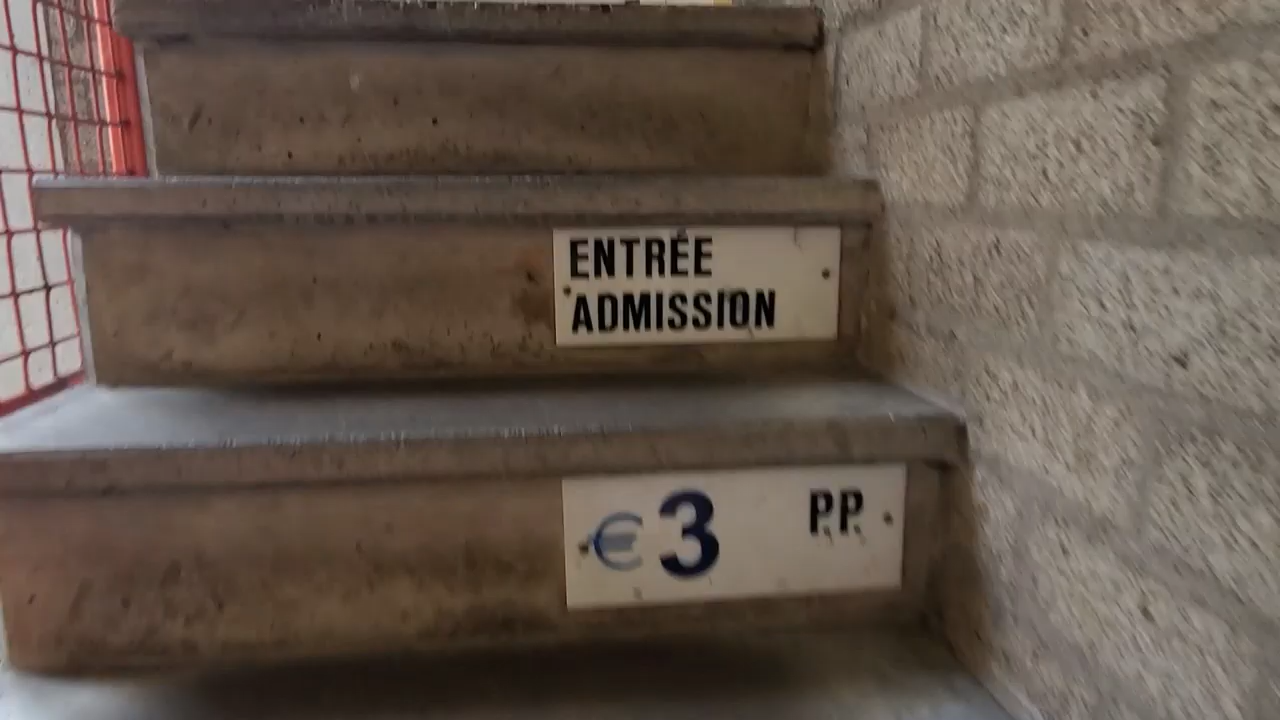 ENTRÉE
ADMISSION
€ 3 P.P.